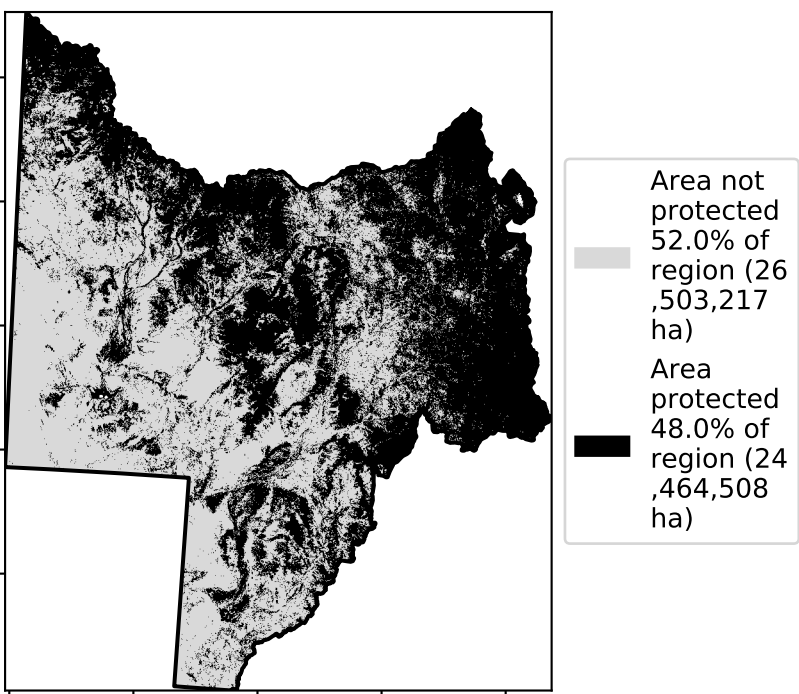 Area not
protected
52.0% of
region (26
,503,217
ha)
Area
protected
48.0% of
region (24
,464,508
ha)